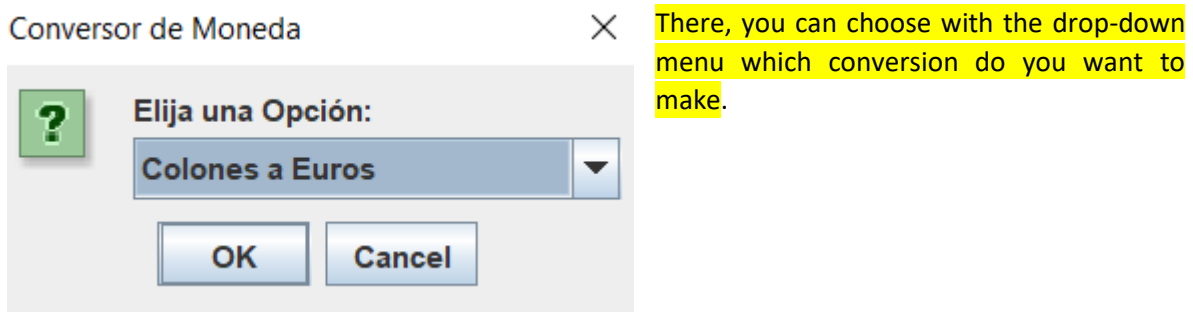 Conversor de Moneda
Elija una Opción:
Colones a Euros
OK
Cancel
There, you can choose with the drop-down
menu which conversion do you want to
make.